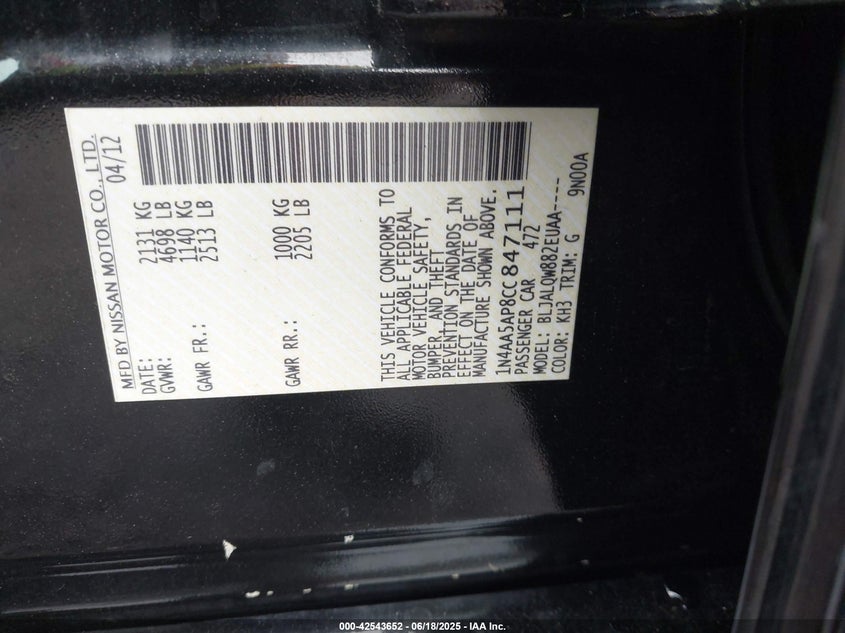 MFD BY NISSAN MOTOR CO., LTD.
DATE: 04/12
GVWR: 2131 KG
4698 LB
GAWR FR.: 1140 KG
2513 LB
GAWR RR.: 1000 KG
2205 LB
THIS VEHICLE CONFORMS TO
ALL APPLICABLE FEDERAL
MOTOR VEHICLE SAFETY,
BUMPER, AND THEFT
PREVENTION STANDARDS IN
EFFECT ON THE DATE OF
MANUFACTURE SHOWN ABOVE.
1N4AA5AP8CC847111
PASSENGER CAR 472
MODEL: BLJALQW88ZEUAA-----
COLOR: KH3 TRIM: G 9N00A
000-42543652 - 06/18/2025 - IAA Inc.